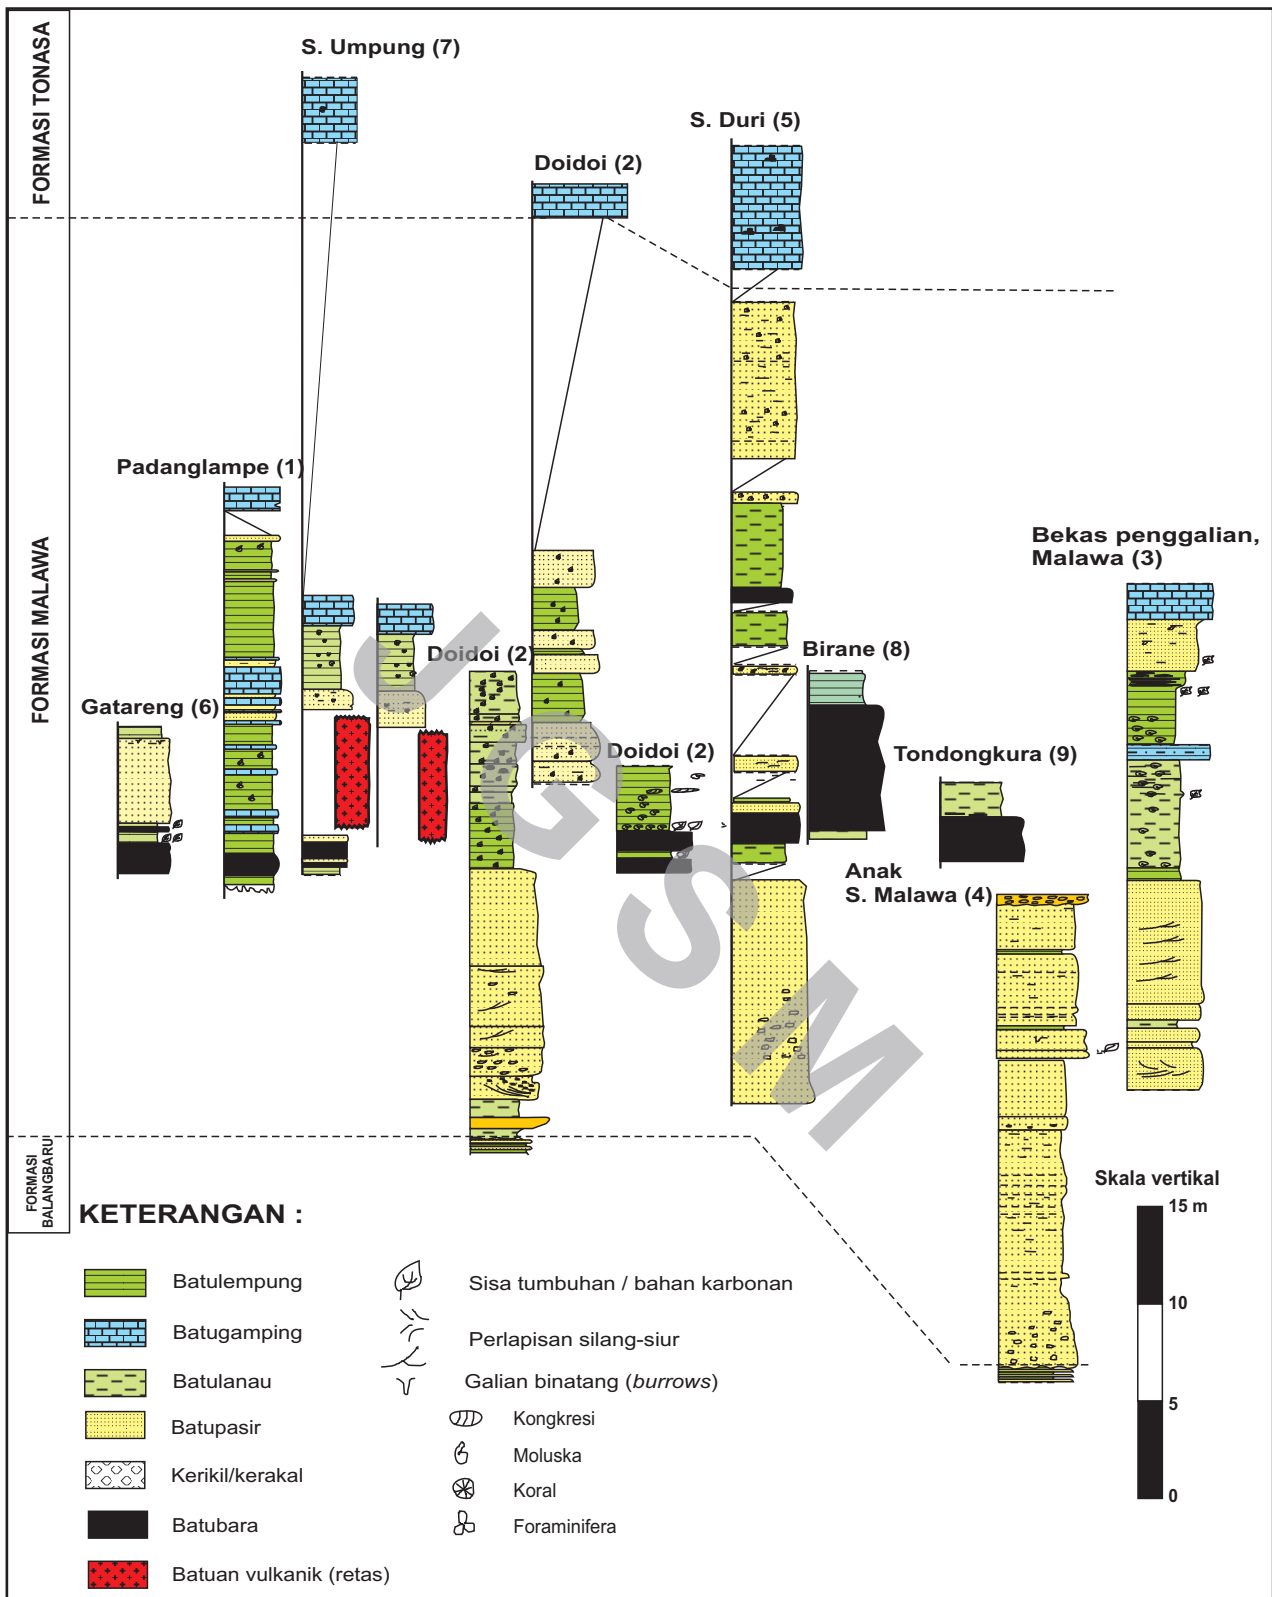 FORMASI TONASA
FORMASI MALAWA
FORMASI
BALANGBARU
S. Umpung (7)
S. Duri (5)
Doidoi (2)
Padanglampe (1)
Bekas penggalian,
Malawa (3)
Doidoi (2)
Birane (8)
Gatareng (6)
Doidoi (2)
Tondongkura (9)
Anak
S. Malawa (4)
JGSM
Skala vertikal
15 m
10
5
0
KETERANGAN :
Batulempung
Batugamping
Batulanau
Batupasir
Kerikil/kerakal
Batubara
Batuan vulkanik (retas)
Sisa tumbuhan / bahan karbonan
Perlapisan silang-siur
Galian binatang (burrows)
Kongkresi
Moluska
Koral
Foraminifera